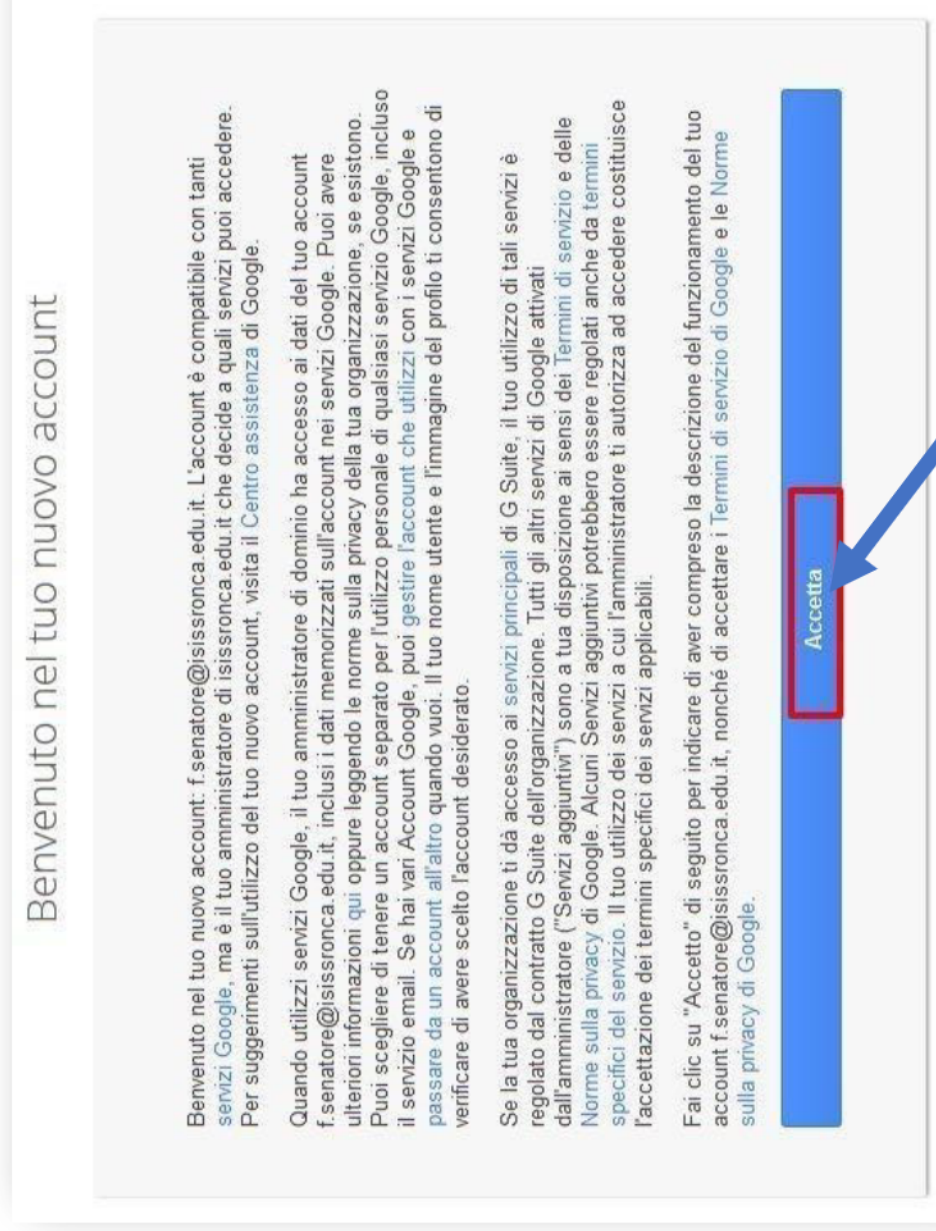 Benvenuto nel tuo nuovo account
Benvenuto nel tuo nuovo account: f.senatore@isissronca.edu.it. L'account è compatibile con tanti
servizi Google, ma è il tuo amministratore di isissronca.edu.it che decide a quali servizi puoi accedere.
Per suggerimenti sull'utilizzo del tuo nuovo account, visita il Centro assistenza di Google.
Quando utilizzi servizi Google, il tuo amministratore di dominio ha accesso ai dati del tuo account
f.senatore@isissronca.edu.it, inclusi i dati memorizzati sull'account nei servizi Google. Puoi avere
ulteriori informazioni qui oppure leggendo le norme sulla privacy della tua organizzazione, se esistono.
Puoi scegliere di tenere un account separato per l'utilizzo personale di qualsiasi servizio Google, incluso
il servizio email. Se hai vari Account Google, puoi gestire l'account che utilizzi con i servizi Google e
passare da un account all'altro quando vuoi. Il tuo nome utente e l'immagine del profilo ti consentono di
verificare di avere scelto l'account desiderato.
Se la tua organizzazione ti dà accesso ai servizi principali di G Suite, il tuo utilizzo di tali servizi è
regolato dal contratto G Suite dell'organizzazione. Tutti gli altri servizi di Google attivati
dall'amministratore ("Servizi aggiuntivi") sono a tua disposizione ai sensi dei Termini di servizio e delle
Norme sulla privacy di Google. Alcuni Servizi aggiuntivi potrebbero essere regolati anche da termini
specifici del servizio. Il tuo utilizzo dei servizi a cui l'amministratore ti autorizza ad accedere costituisce
l'accettazione dei termini specifici dei servizi applicabili.
Fai clic su "Accetto" di seguito per indicare di aver compreso la descrizione del funzionamento del tuo
account f.senatore@isissronca.edu.it, nonché di accettare i Termini di servizio di Google e le Norme
sulla privacy di Google.
Accetta